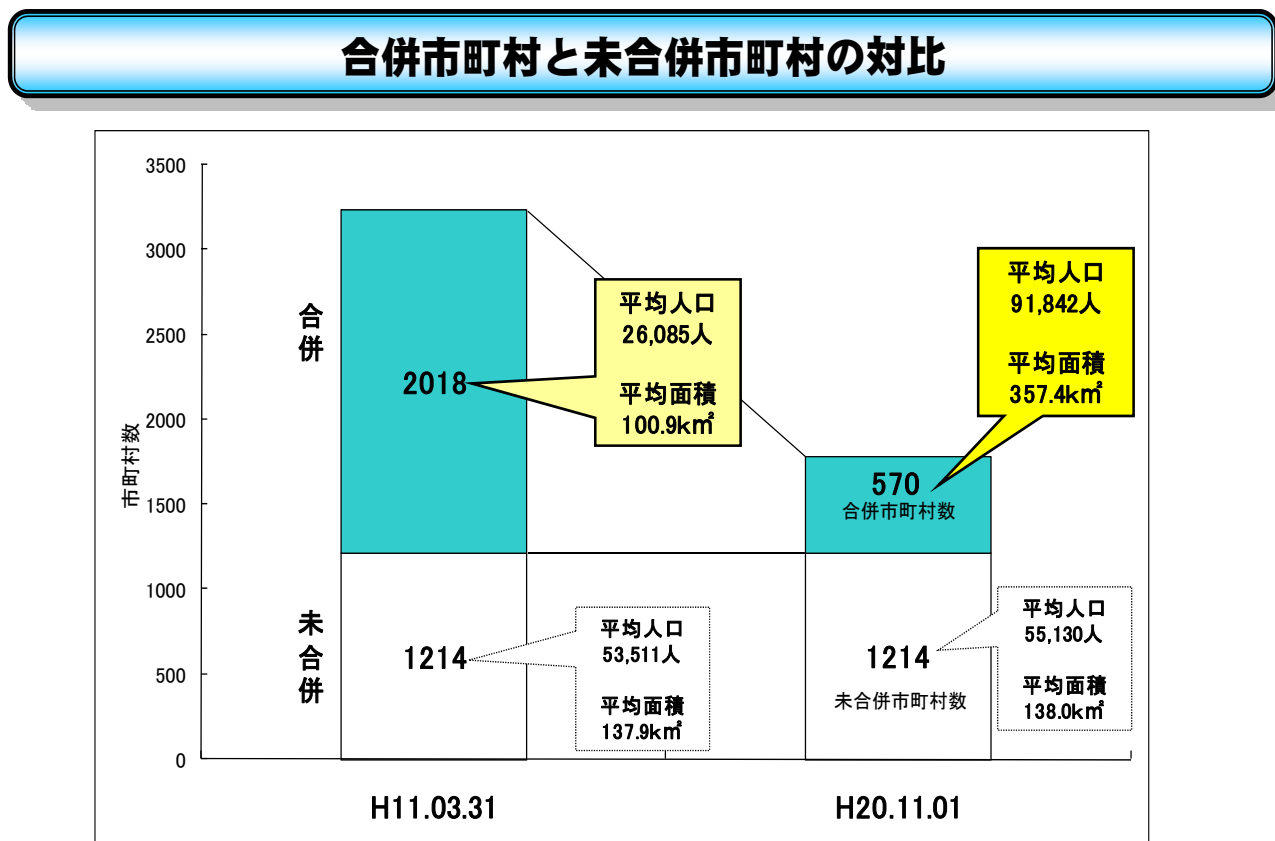 合併市町村と未合併市町村の対比
3500
3000
2500
2000
1500
1000
500
0
市町村数
合併
未合併
2018
平均人口
26,085人
平均面積
100.9k㎡
平均人口
91,842人
平均面積
357.4k㎡
570
合併市町村数
1214
平均人口
53,511人
平均面積
137.9k㎡
1214
未合併市町村数
平均人口
55,130人
平均面積
138.0k㎡
H11.03.31
H20.11.01